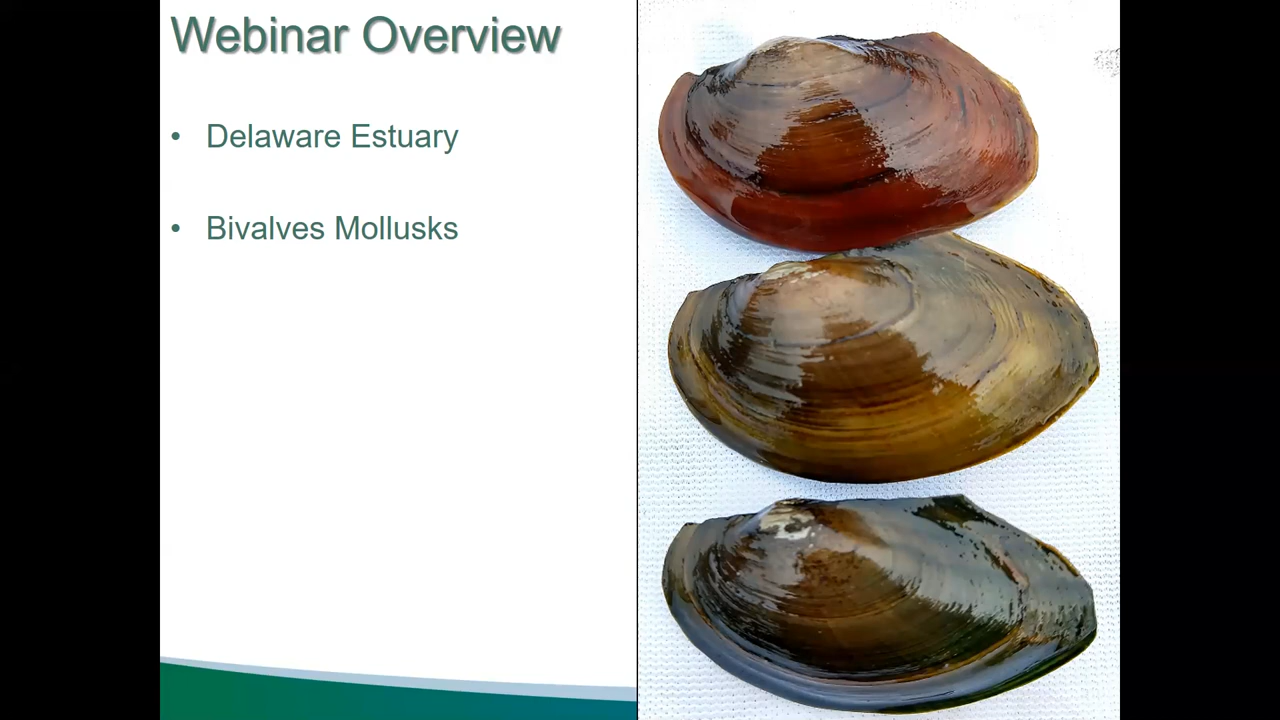 Webinar Overview
• Delaware Estuary
• Bivalves Mollusks